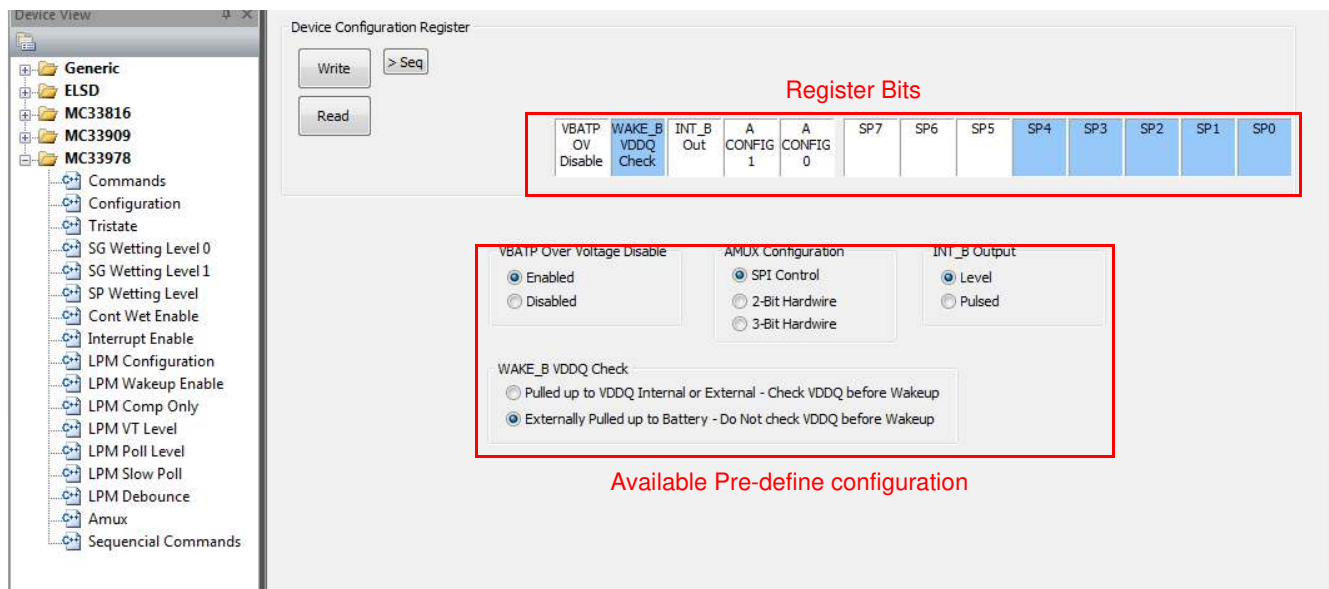 Device View
Generic
ELSD
MC33816
MC33909
MC33978
Commands
Configuration
Tristate
SG Wetting Level 0
SG Wetting Level 1
SP Wetting Level
Cont Wet Enable
Interrupt Enable
LPM Configuration
LPM Wakeup Enable
LPM Comp Only
LPM VT Level
LPM Poll Level
LPM Slow Poll
LPM Debounce
Amux
Sequencial Commands
Device Configuration Register
Write
> Seq
Read
Register Bits
VBATP
OV
Disable
WAKE_B
VDDQ
Check
INT_B
Out
A
CONFIG
1
A
CONFIG
0
SP7
SP6
SP5
SP4
SP3
SP2
SP1
SP0
VBATP Over Voltage Disable
Enabled
Disabled
AMUX Configuration
SPI Control
2-Bit Hardwire
3-Bit Hardwire
INT_B Output
Level
Pulsed
WAKE_B VDDQ Check
Pulled up to VDDQ Internal or External - Check VDDQ before Wakeup
Externally Pulled up to Battery - Do Not check VDDQ before Wakeup
Available Pre-define configuration